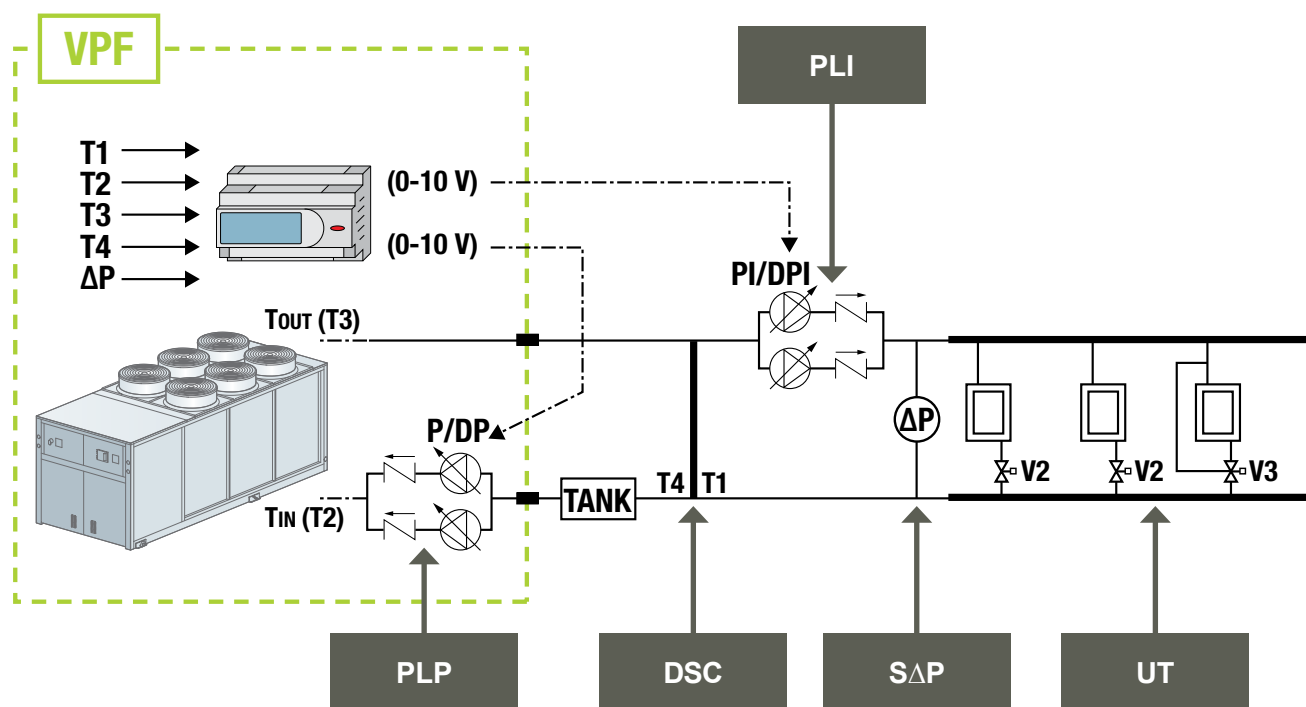 VPF
PLI
T1
T2
(0-10 V)
T3
T4
(0-10 V)
ΔP
PI/DPI
TOUT (T3)
P/DP
ΔP
V2
V2
V3
TANK
T4
T1
TIN (T2)
PLP
DSC
SΔP
UT